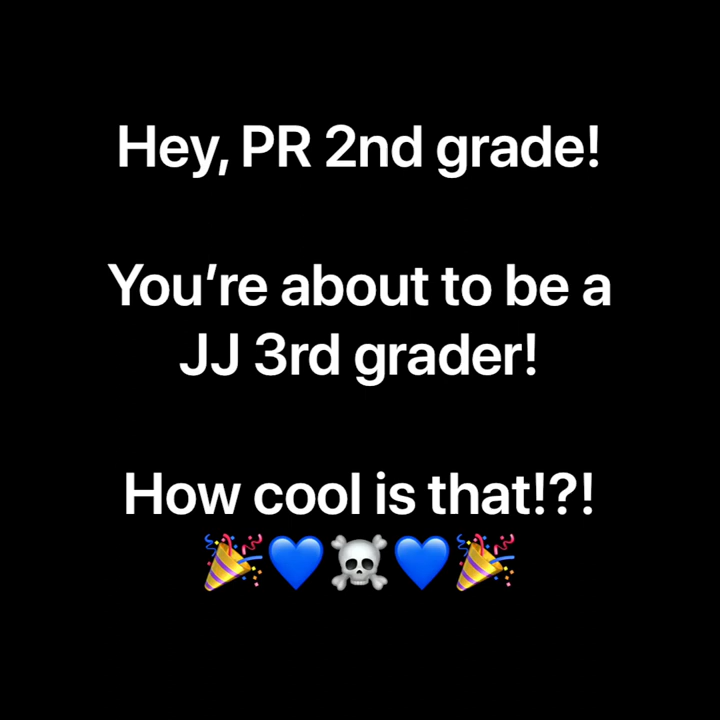 Hey, PR 2nd grade!
You're about to be a
JJ 3rd grader!
How cool is that!?!
🎉💙☠️💙🎉